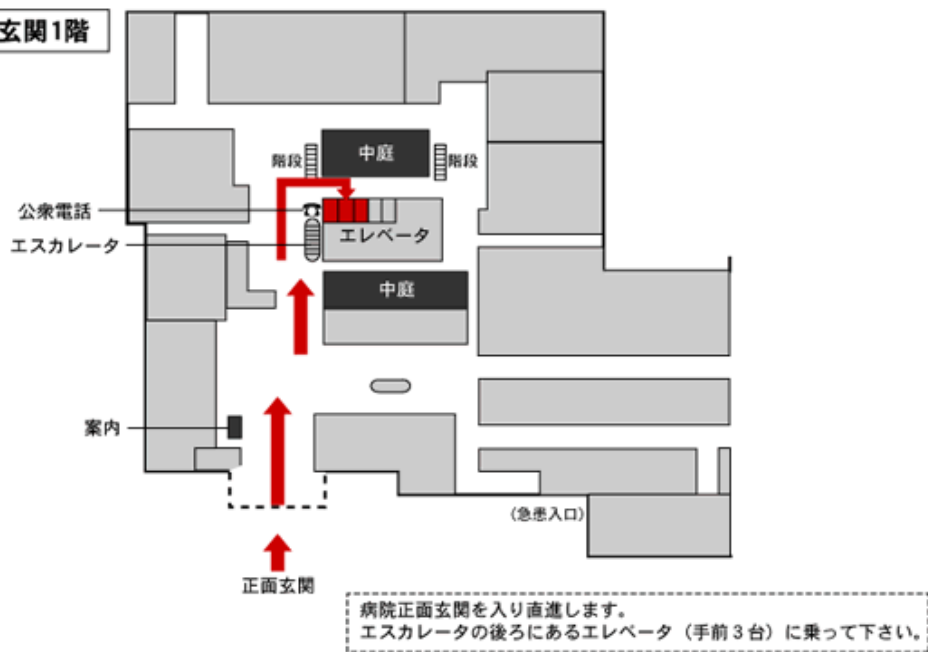 玄関1階
階段
中庭
階段
公衆電話
エスカレータ
エレベータ
中庭
案内
(急患入口)
正面玄関
病院正面玄関を入り直進します。
エスカレータの後ろにあるエレベータ(手前3台)に乗って下さい。